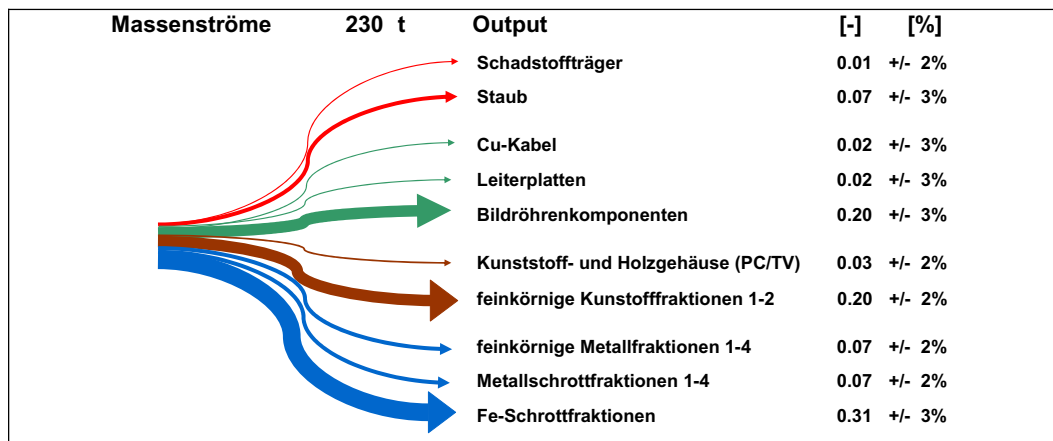 Massenströme 230 t Output [-] [%]
Schadstoffträger 0.01 +/- 2%
Staub 0.07 +/- 3%
Cu-Kabel 0.02 +/- 3%
Leiterplatten 0.02 +/- 3%
Bildröhrenkomponenten 0.20 +/- 3%
Kunststoff- und Holzgehäuse (PC/TV) 0.03 +/- 2%
feinkörnige Kunstofffraktionen 1-2 0.20 +/- 2%
feinkörnige Metallfraktionen 1-4 0.07 +/- 2%
Metallschrottfraktionen 1-4 0.07 +/- 2%
Fe-Schrottfraktionen 0.31 +/- 3%